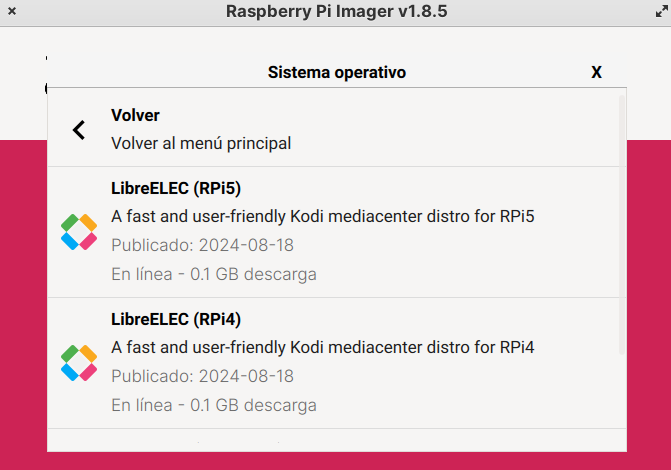 Raspberry Pi Imager v1.8.5
Sistema operativo
X
Volver
Volver al menú principal
LibreELEC (RPi5)
A fast and user-friendly Kodi mediacenter distro for RPi5
Publicado: 2024-08-18
En línea - 0.1 GB descarga
LibreELEC (RPi4)
A fast and user-friendly Kodi mediacenter distro for RPi4
Publicado: 2024-08-18
En línea - 0.1 GB descarga